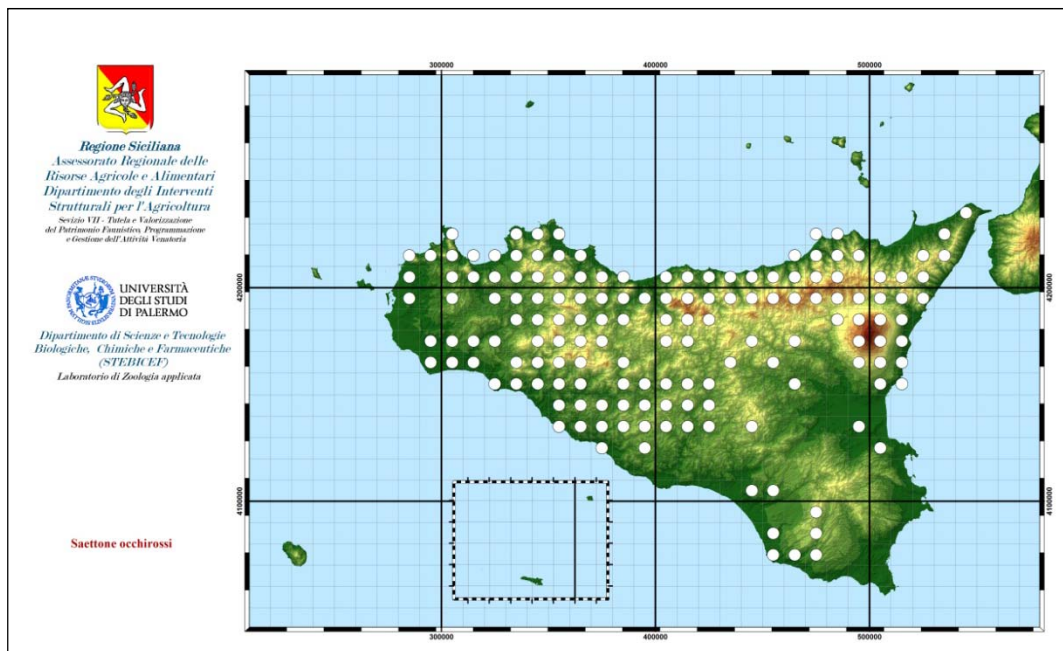 Regione Siciliana
Assessorato Regionale delle
Risorse Agricole e Alimentari
Dipartimento degli Interventi
Strutturali per l'Agricoltura
Sevizio VII - Tutela e Valorizzazione
del Patrimonio Faunistico, Programmazione
e Gestione dell'Attività Venatoria
UNIVERSITÀ
DEGLI STUDI
DI PALERMO
Dipartimento di Scienze e Tecnologie
Biologiche, Chimiche e Farmaceutiche
(STEBICEF)
Laboratorio di Zoologia applicata
Saettone occhirossi
300000 400000 500000
4200000 4200000
4100000 4100000
300000 400000 500000